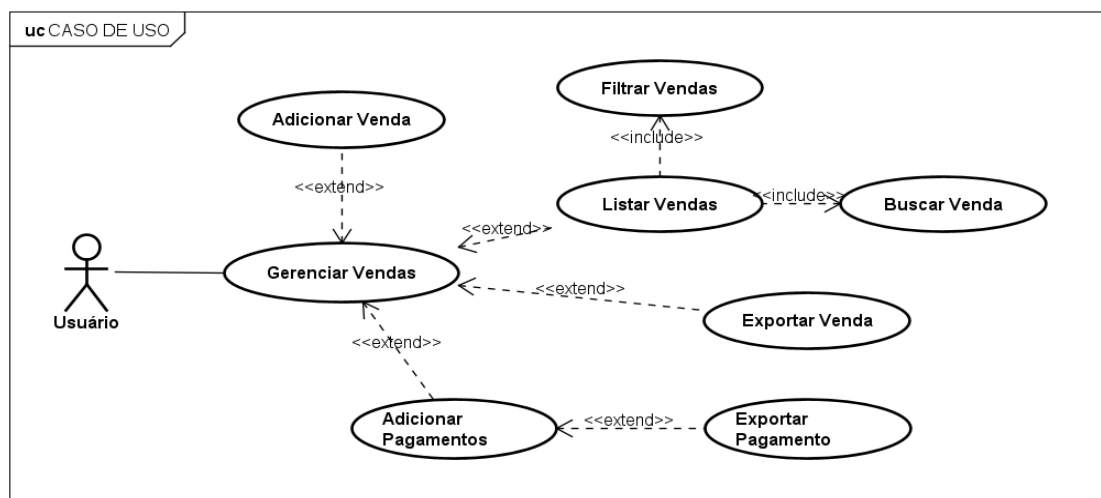 uc CASO DE USO
Filtrar Vendas
Adicionar Venda
<<include>>
<<extend>>
Listar Vendas
<<include>>
Buscar Venda
<<extend>>
Gerenciar Vendas
<<extend>>
Usuário
Exportar Venda
<<extend>>
Adicionar
Pagamentos
<<extend>>
Exportar
Pagamento